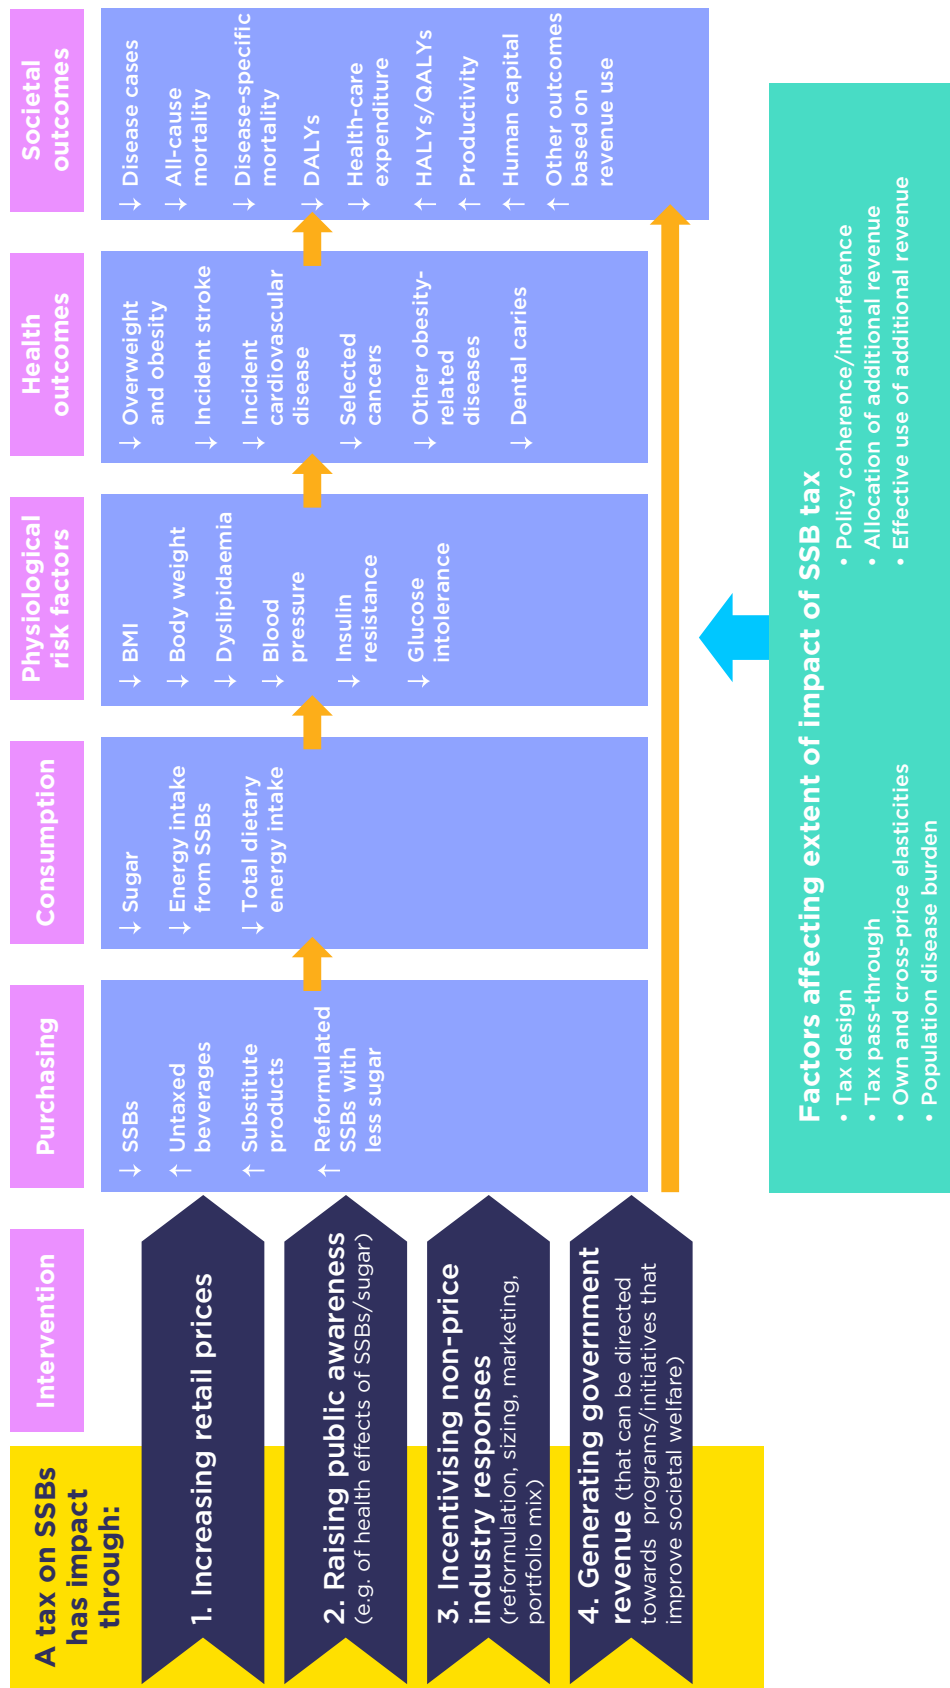 A tax on SSBs
has impact
through:
Intervention
Purchasing
Consumption
Physiological
risk factors
Health
outcomes
Societal
outcomes
1. Increasing retail prices
2. Raising public awareness
(e.g. of health effects of SSBs/sugar)
3. Incentivising non-price
industry responses
(reformulation, sizing, marketing,
portfolio mix)
4. Generating government
revenue (that can be directed
towards programs/initiatives that
improve societal welfare)
↓ SSBs
↑ Untaxed
beverages
↑ Substitute
products
↑ Reformulated
SSBs with
less sugar
↓ Sugar
↓ Energy intake
from SSBs
↓ Total dietary
energy intake
↓ BMI
↓ Body weight
↓ Dyslipidaemia
↓ Blood
pressure
↓ Insulin
resistance
↓ Glucose
intolerance
↓ Overweight
and obesity
↓ Incident stroke
↓ Incident
cardiovascular
disease
↓ Selected
cancers
↓ Other obesity-
related
diseases
↓ Dental caries
↓ Disease cases
↓ All-cause
mortality
↓ Disease-specific
mortality
↓ DALYs
↓ Health-care
expenditure
↑ HALYs/QALYs
↑ Productivity
↑ Human capital
↑ Other outcomes
based on
revenue use
Factors affecting extent of impact of SSB tax
• Tax design
• Tax pass-through
• Own and cross-price elasticities
• Population disease burden
• Policy coherence/interference
• Allocation of additional revenue
• Effective use of additional revenue